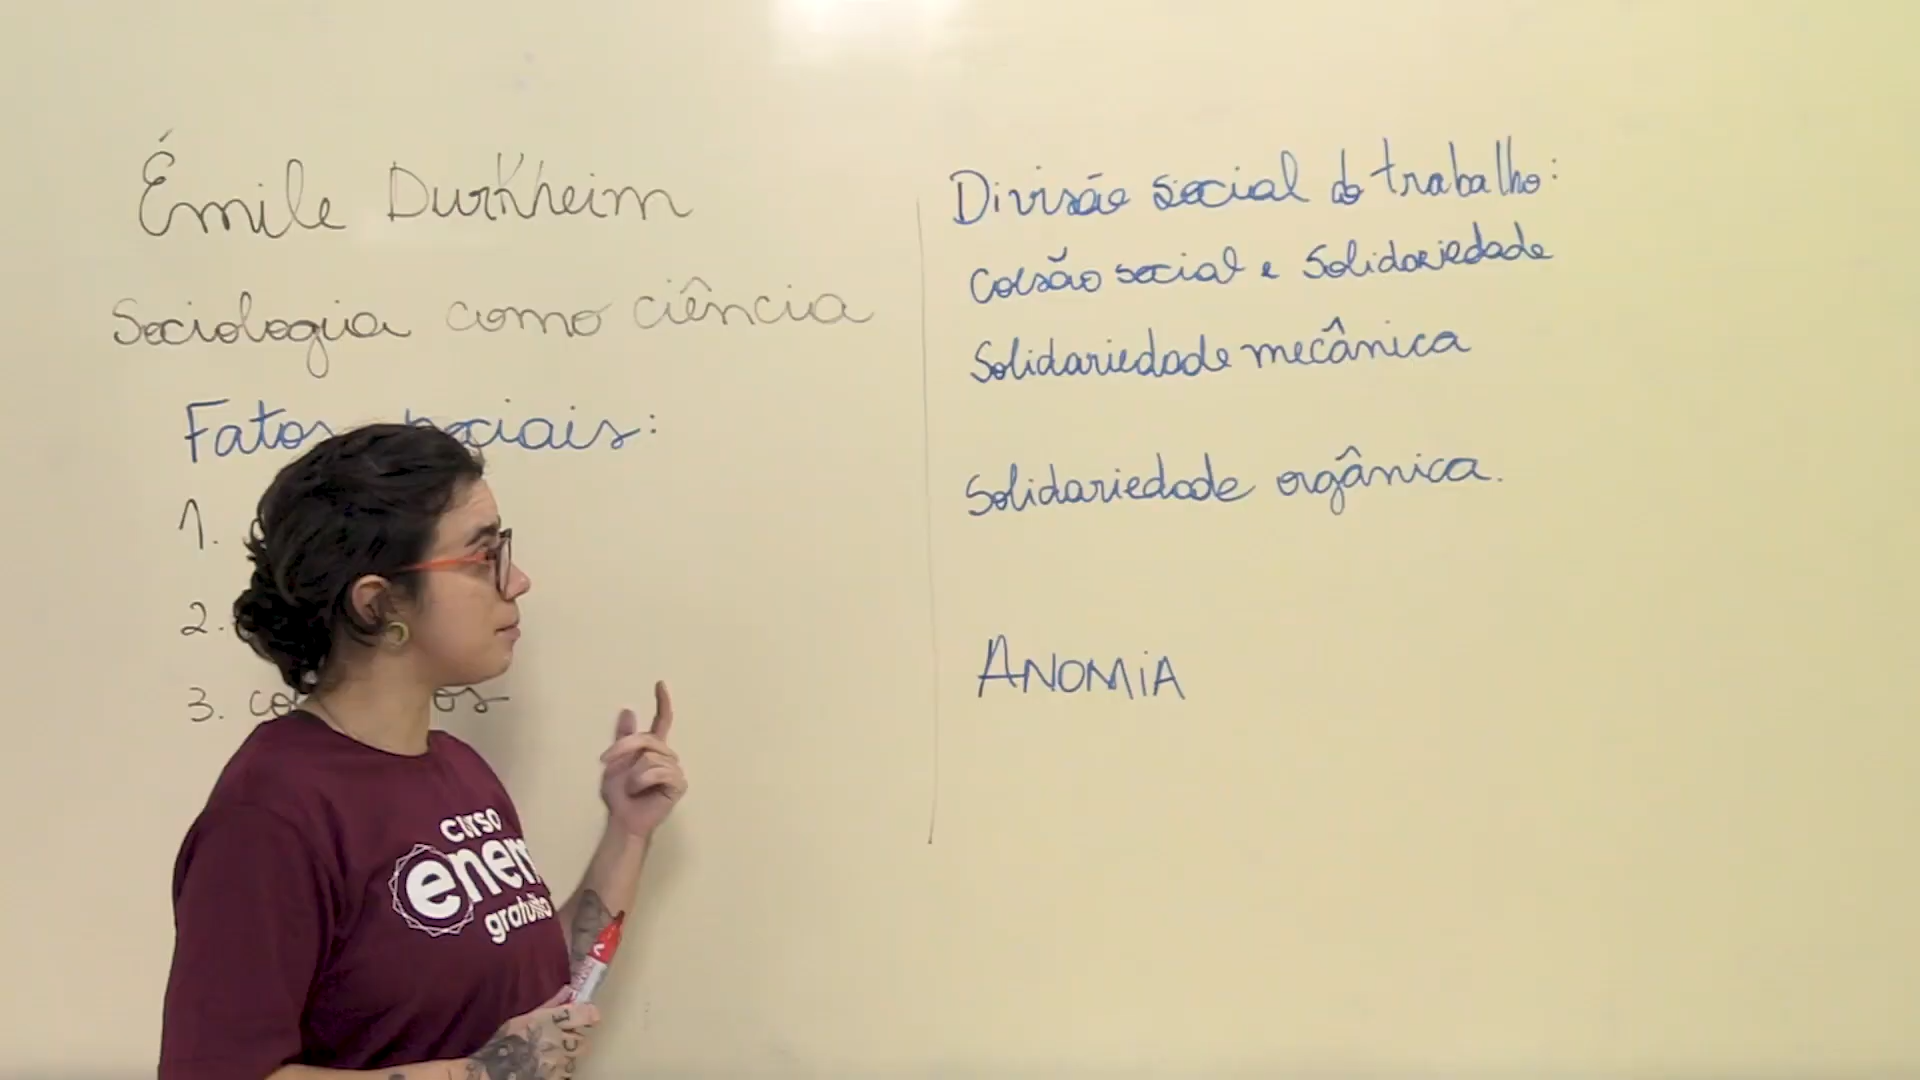 Émile Durkheim
Sociologia como ciência
Fatos sociais:
1.
2.
3.
Divisão social do trabalho:
Coesão social e Solidariedade
Solidariedade mecânica
Solidariedade orgânica.
ANOMIA
curso
enem
gratuito